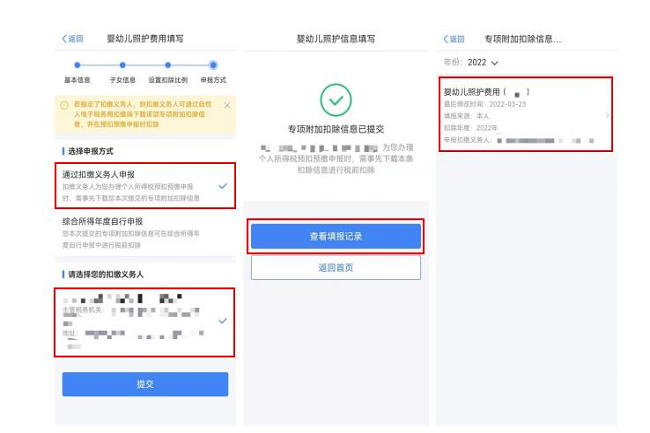 返回
婴幼儿照护费用填写
基本信息
子女信息
设置扣除比例
申报方式
若指定了扣缴义务人，则扣缴义务人可通过自然
人电子税务局扣缴端下载该项专项附加扣除信
息，并在预扣预缴申报时扣除
选择申报方式
通过扣缴义务人申报
扣缴义务人为您办理个人所得税预扣预缴申报
时，需事先下载您本次提交的专项附加扣除信息
综合所得年度自行申报
您本次提交的专项附加扣除信息可在综合所得年
度自行申报中进行税前扣除
请选择您的扣缴义务人
主管税务机关：
地址：
提交
婴幼儿照护信息填写
专项附加扣除信息已提交
为您办理
个人所得税预扣预缴申报时，需事先下载本条
扣除信息进行税前扣除
查看填报记录
返回首页
返回
专项附加扣除信息...
年份：2022
婴幼儿照护费用（ ）
最后修改时间：2022-03-23
填报来源：本人
扣除年度：2022年
申报扣缴义务人：